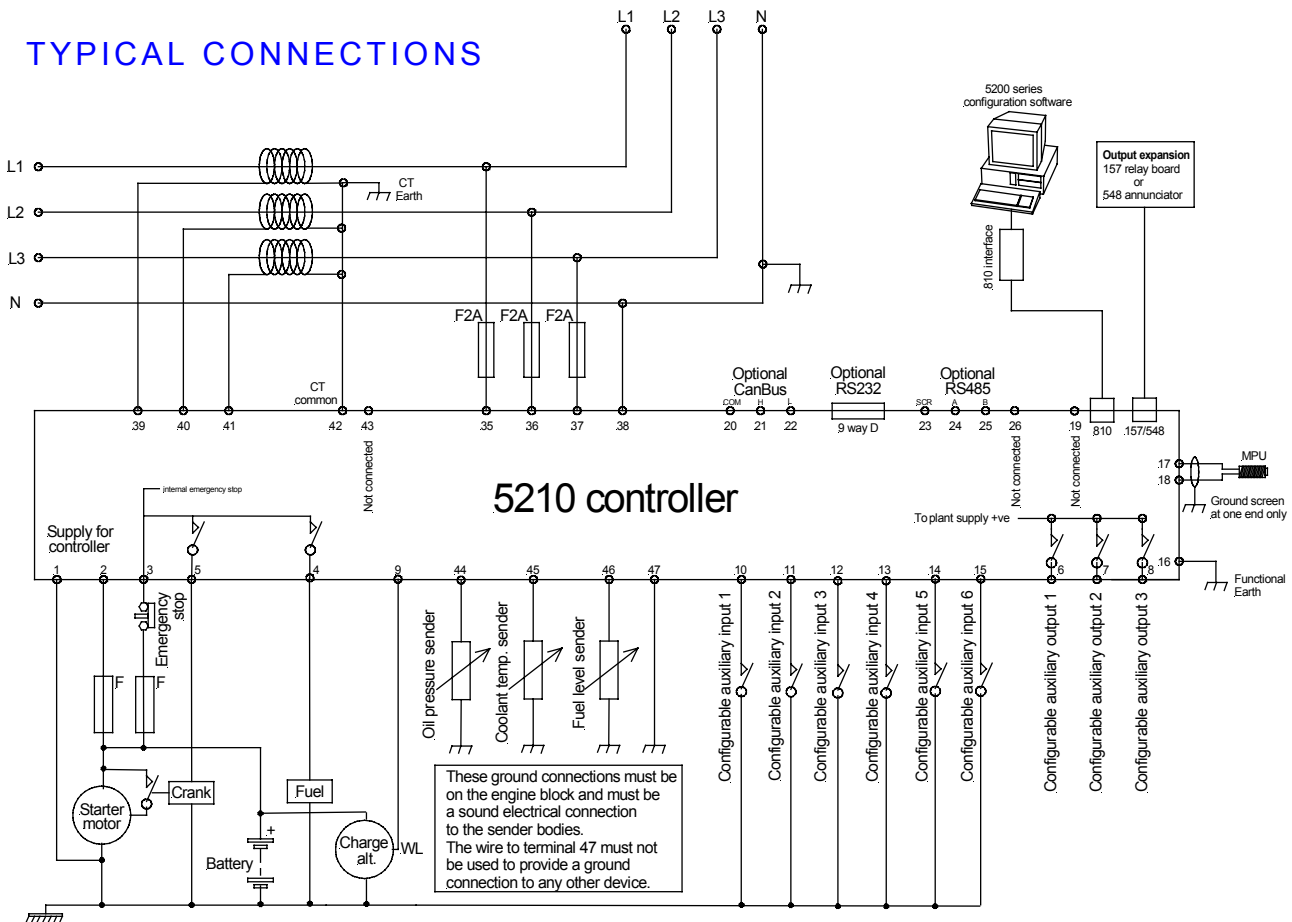 TYPICAL CONNECTIONS
L1 L2 L3 N
5200 series
configuration software
Output expansion
157 relay board
or
548 annunciator
810 interface
L1
L2
L3
N
CT
Earth
F2A F2A F2A
CT
common
Optional
CanBus
Optional
RS232
Optional
RS485
COM H L
SCR A B
39 40 41 42 43 35 36 37 38 20 21 22 9 way D 23 24 25 26 19 810 157/548
Not connected
Not connected
Not connected
17
18
MPU
Ground screen
at one end only
internal emergency stop
5210 controller
To plant supply +ve
Supply for
controller
16
Functional
Earth
1 2 3 5 4 9 44 45 46 47 10 11 12 13 14 15 6 7 8
Emergency
stop
F F
Oil pressure sender
Coolant temp. sender
Fuel level sender
Configurable auxiliary input 1
Configurable auxiliary input 2
Configurable auxiliary input 3
Configurable auxiliary input 4
Configurable auxiliary input 5
Configurable auxiliary input 6
Configurable auxiliary output 1
Configurable auxiliary output 2
Configurable auxiliary output 3
Starter
motor
Crank
Fuel
Battery
+
Charge
alt.
WL
These ground connections must be
on the engine block and must be
a sound electrical connection
to the sender bodies.
The wire to terminal 47 must not
be used to provide a ground
connection to any other device.